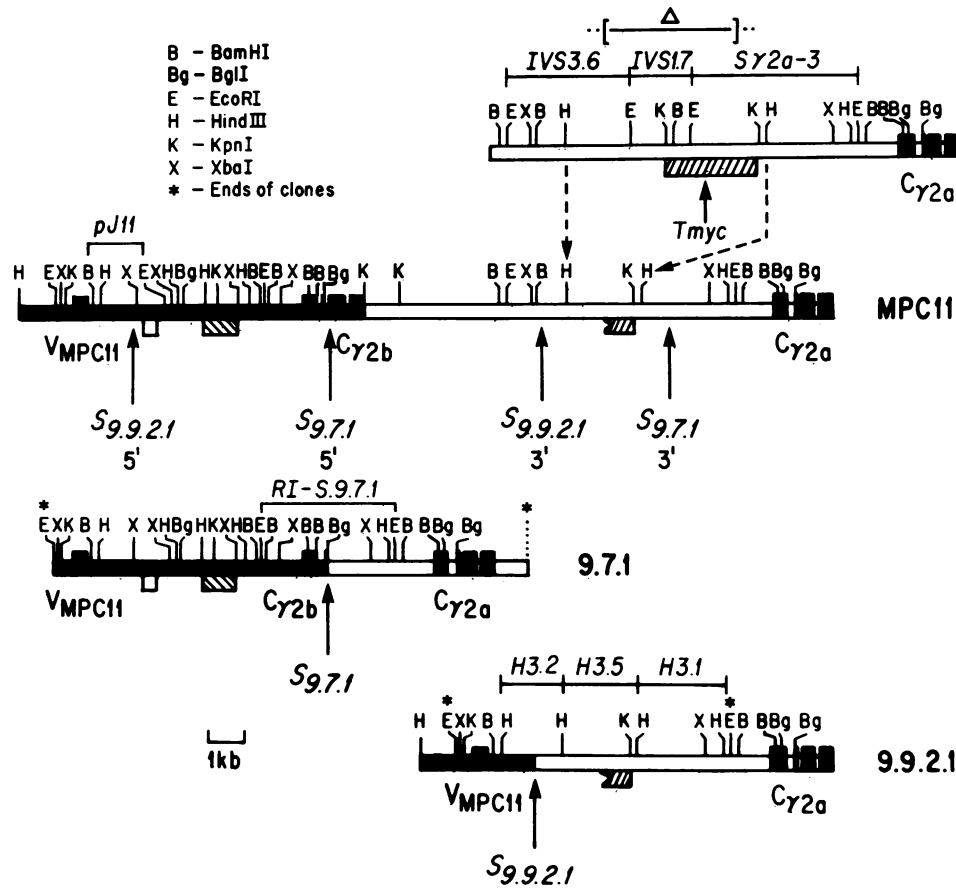 Δ
..[ ]..
B – BamHI
Bg – BglI
E – EcoRI
H – HindIII
K – KpnI
X – XbaI
* – Ends of clones
IVS3.6 IVS1.7 Sγ2a-3
B E X B H E K B E K H X H E B B Bg Bg
Cγ2a
Tmyc
pJ11
H E X K B H X E X H Bg H K X H B E B X B B Bg K K B E X B H K H X H E B B Bg Bg
MPC11
VMPC11 Cγ2b Cγ2a
S9.9.2.1 S9.7.1 S9.9.2.1 S9.7.1
5' 5' 3' 3'
RI-S.9.7.1
* *
E X K B H X X H Bg H K X H B E B X B B Bg X H E B B Bg Bg
9.7.1
VMPC11 Cγ2b Cγ2a
S9.7.1
H3.2 H3.5 H3.1
* *
H E X K B H H K H X H E B B Bg Bg
1kb
9.9.2.1
VMPC11 Cγ2a
S9.9.2.1